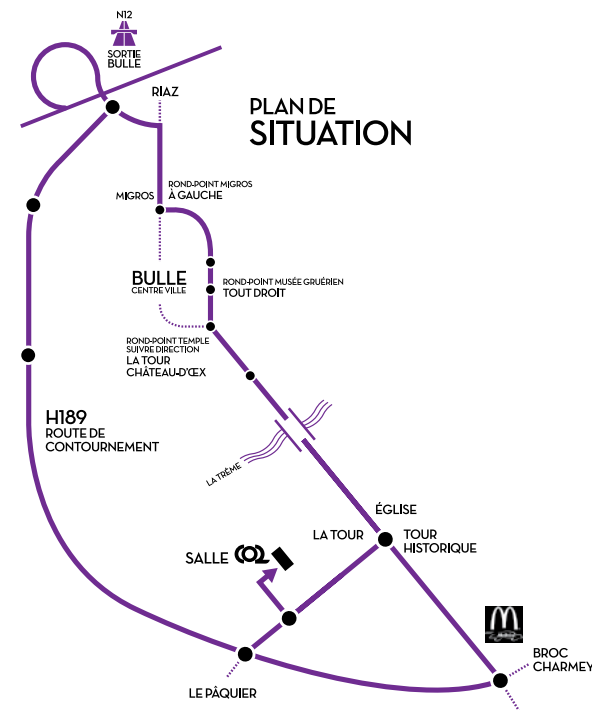 N12
SORTIE
BULLE
RIAZ
PLAN DE
SITUATION
ROND-POINT MIGROS
À GAUCHE
MIGROS
BULLE
CENTRE VILLE
ROND-POINT MUSÉE GRUÉRIEN
TOUT DROIT
ROND-POINT TEMPLE
SUIVRE DIRECTION
LA TOUR
CHÂTEAU-D'ŒX
H189
ROUTE DE
CONTOURNEMENT
LA TRÊME
ÉGLISE
LA TOUR
TOUR
HISTORIQUE
SALLE CO2
BROC
CHARMEY
LE PÂQUIER